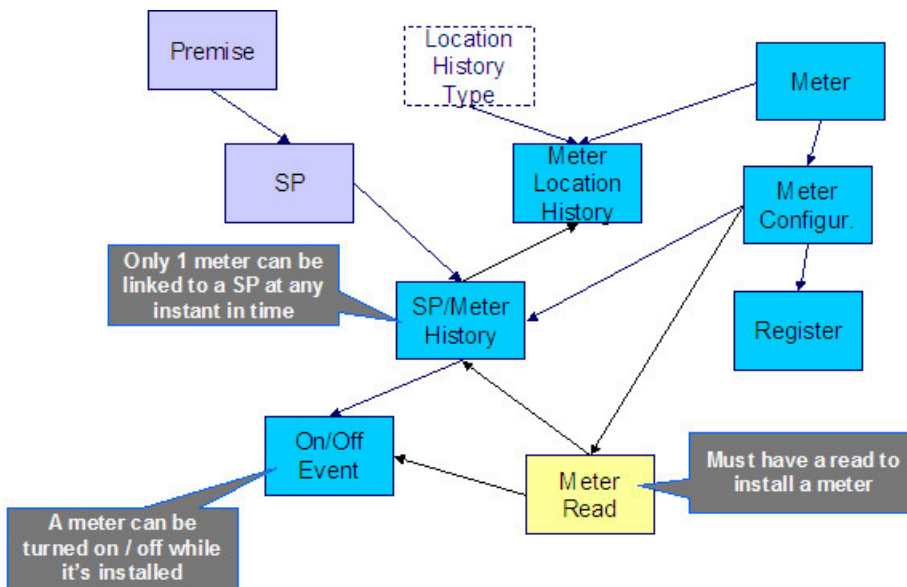 Premise
Location
History
Type
Meter
SP
Meter
Location
History
Meter
Configur.
Only 1 meter can be
linked to a SP at any
instant in time
SP/Meter
History
Register
On/Off
Event
Meter
Read
Must have a read to
install a meter
A meter can be
turned on / off while
it's installed